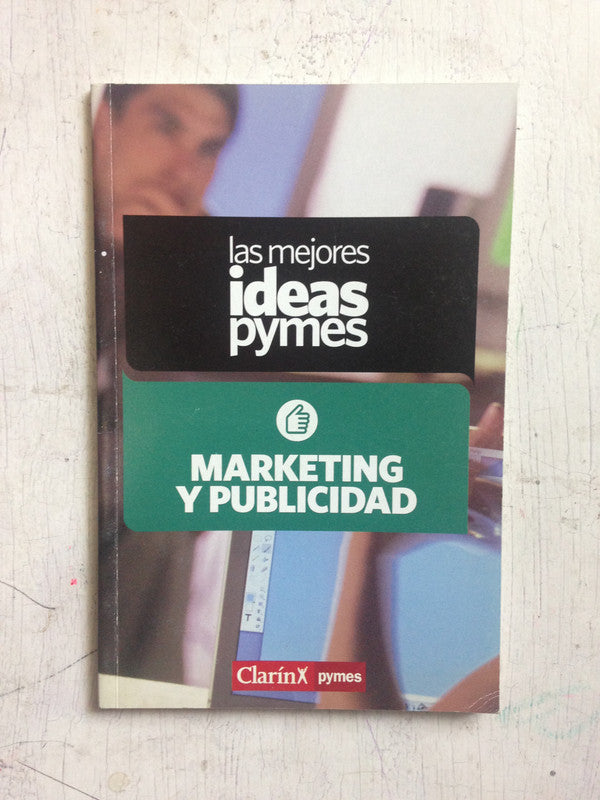 las mejores
ideas
pymes
MARKETING
Y PUBLICIDAD
T
Clarín pymes